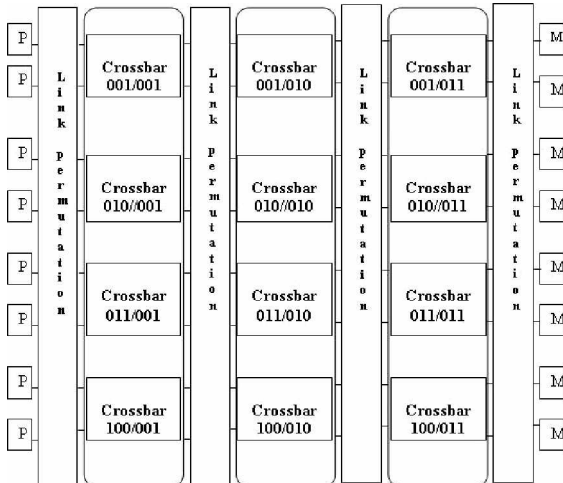 P
P
P
P
P
P
P
P
Link permutation
Crossbar
001/001
Crossbar
010//001
Crossbar
011/001
Crossbar
100/001
Link permutation
Crossbar
001/010
Crossbar
010//010
Crossbar
011/010
Crossbar
100/010
Link permutation
Crossbar
001/011
Crossbar
010//011
Crossbar
011/011
Crossbar
100/011
Link permutation
M
M
M
M
M
M
M
M